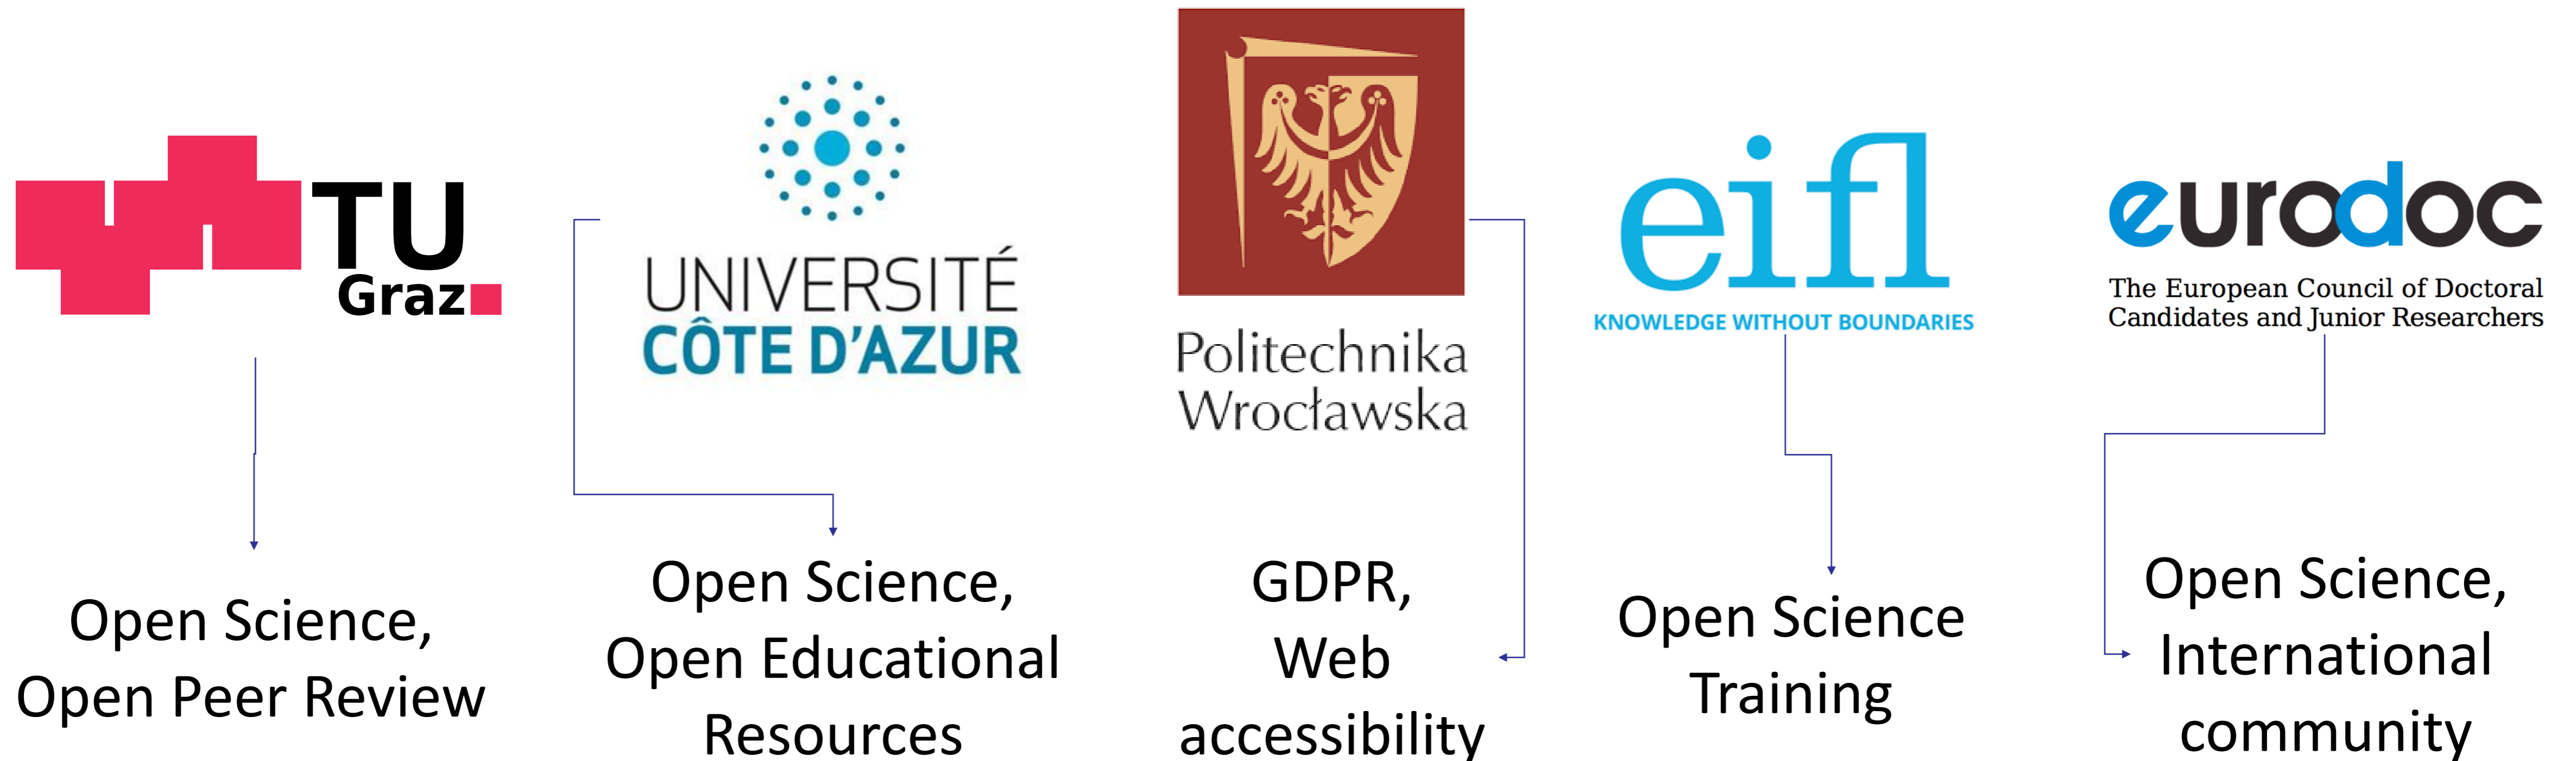 TU
Graz
UNIVERSITÉ
CÔTE D'AZUR
Politechnika
Wrocławska
eifl
KNOWLEDGE WITHOUT BOUNDARIES
eurodoc
The European Council of Doctoral
Candidates and Junior Researchers
Open Science,
Open Peer Review
Open Science,
Open Educational
Resources
GDPR,
Web
accessibility
Open Science
Training
Open Science,
International
community